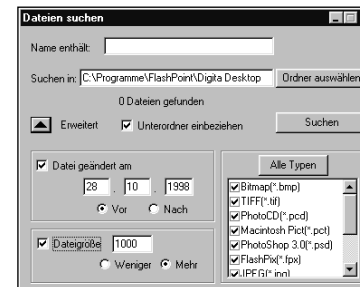 Dateien suchen
Name enthält:
Suchen in: C:\Programme\FlashPoint\Digita Desktop Ordner auswählen
0 Dateien gefunden
Erweitert Unterordner einbeziehen Suchen
Datei geändert am
28 . 10 . 1998
Vor Nach
Dateigröße 1000
Weniger Mehr
Alle Typen
Bitmap(*.bmp)
TIFF(*.tif)
PhotoCD(*.pcd)
Macintosh Pict(*.pct)
PhotoShop 3.0(*.psd)
FlashPix(*.fpx)
JPEG(*.jpg)